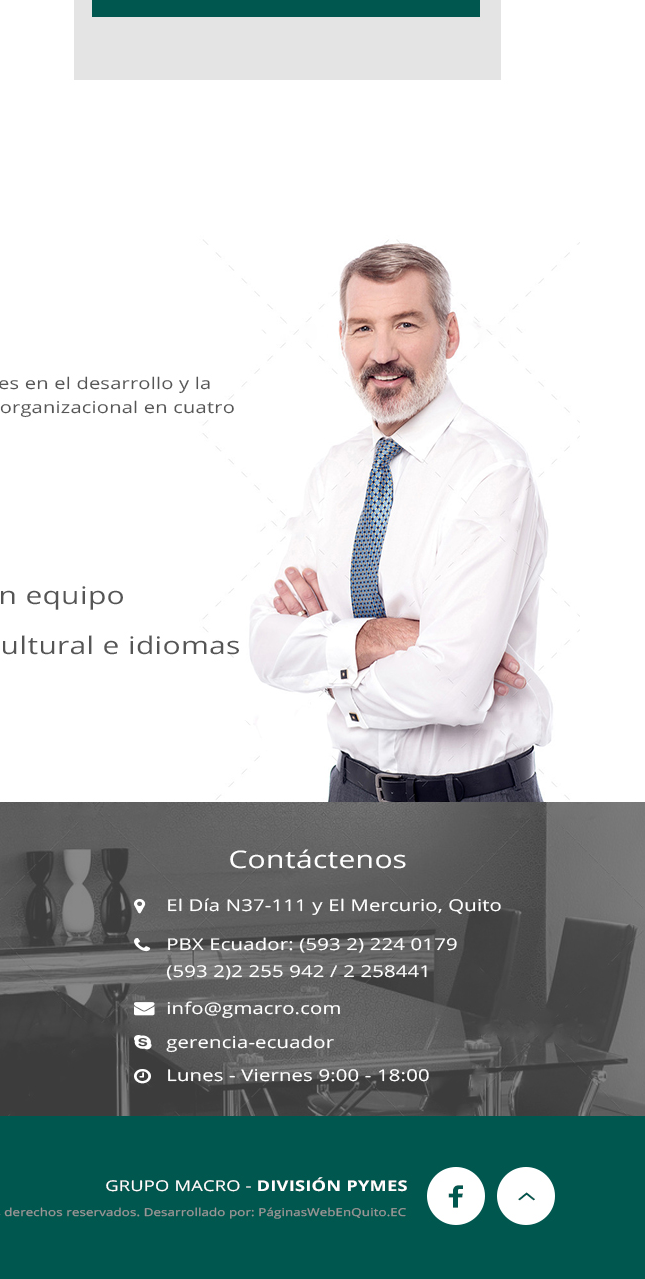 es en el desarrollo y la
organizacional en cuatro
n equipo
ultural e idiomas
Contáctenos
El Día N37-111 y El Mercurio, Quito
PBX Ecuador: (593 2) 224 0179
(593 2)2 255 942 / 2 258441
info@gmacro.com
gerencia-ecuador
Lunes - Viernes 9:00 - 18:00
GRUPO MACRO - DIVISIÓN PYMES
derechos reservados. Desarrollado por: PáginasWebEnQuito.EC